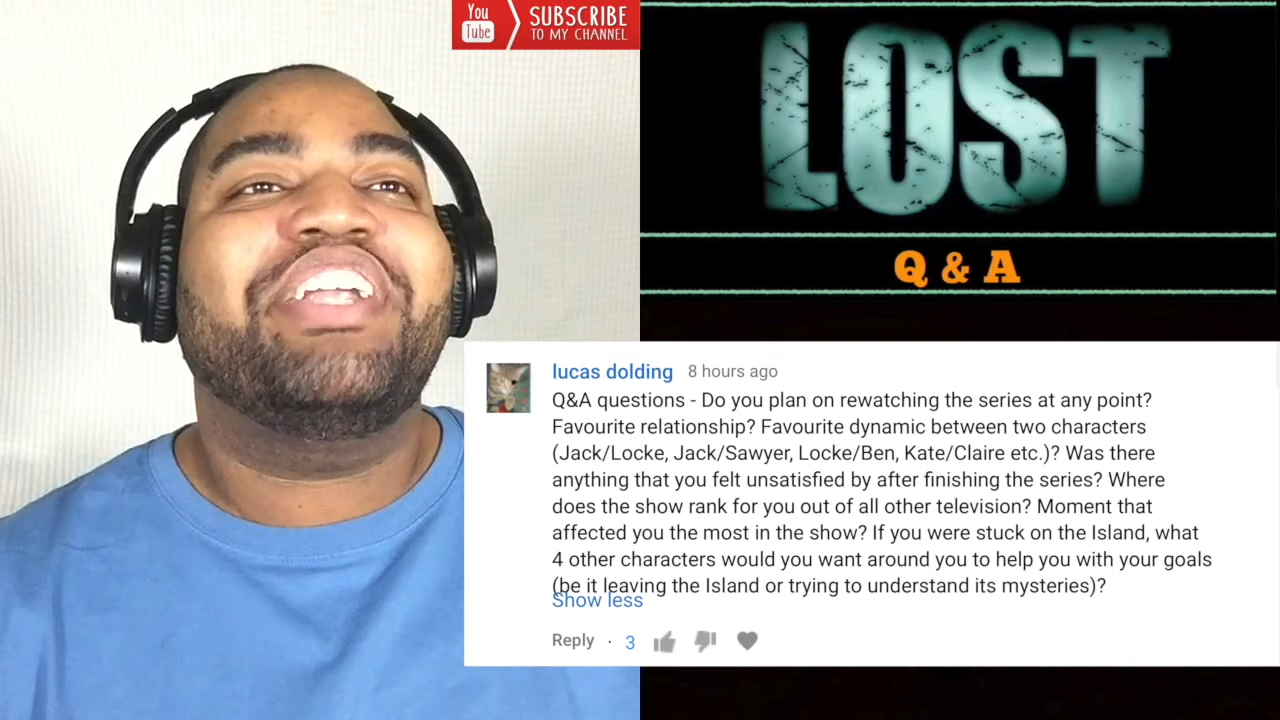 You
Tube
SUBSCRIBE
TO MY CHANNEL
LOST
Q & A
lucas dolding 8 hours ago
Q&A questions - Do you plan on rewatching the series at any point?
Favourite relationship? Favourite dynamic between two characters
(Jack/Locke, Jack/Sawyer, Locke/Ben, Kate/Claire etc.)? Was there
anything that you felt unsatisfied by after finishing the series? Where
does the show rank for you out of all other television? Moment that
affected you the most in the show? If you were stuck on the Island, what
4 other characters would you want around you to help you with your goals
(be it leaving the Island or trying to understand its mysteries)?
Show less
Reply · 3